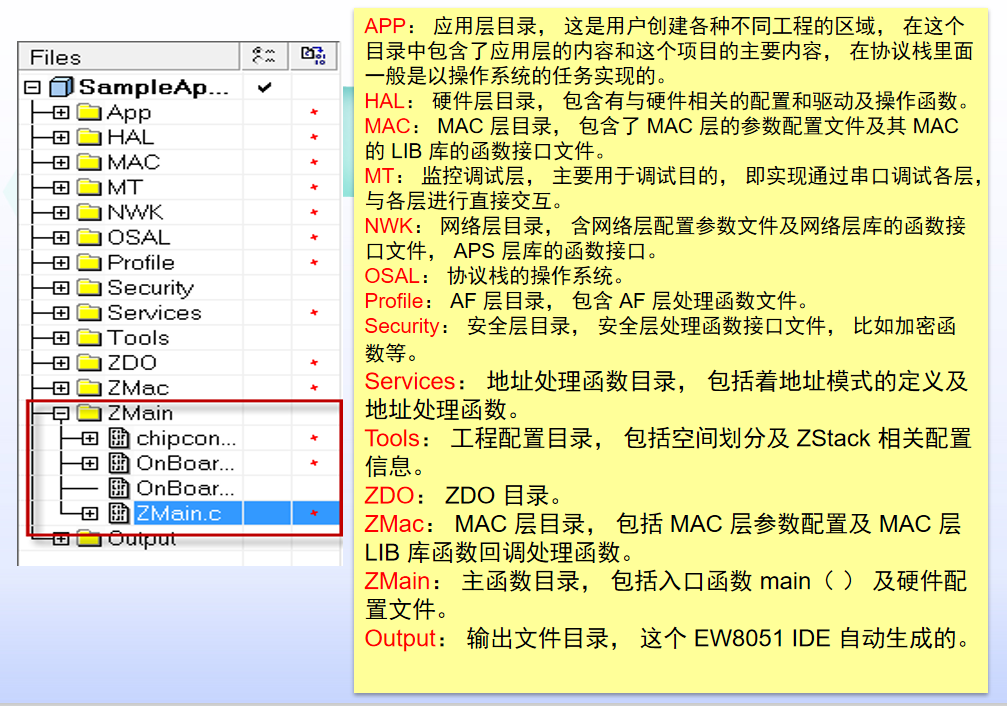 Files
SampleAp...
App
HAL
MAC
MT
NWK
OSAL
Profile
Security
Services
Tools
ZDO
ZMac
ZMain
chipcon...
OnBoar...
OnBoar...
ZMain.c
Output
APP： 应用层目录， 这是用户创建各种不同工程的区域， 在这个
目录中包含了应用层的内容和这个项目的主要内容， 在协议栈里面
一般是以操作系统的任务实现的。
HAL： 硬件层目录， 包含有与硬件相关的配置和驱动及操作函数。
MAC： MAC 层目录， 包含了 MAC 层的参数配置文件及其 MAC
的 LIB 库的函数接口文件。
MT： 监控调试层， 主要用于调试目的， 即实现通过串口调试各层，
与各层进行直接交互。
NWK： 网络层目录， 含网络层配置参数文件及网络层库的函数接
口文件， APS 层库的函数接口。
OSAL： 协议栈的操作系统。
Profile： AF 层目录， 包含 AF 层处理函数文件。
Security： 安全层目录， 安全层处理函数接口文件， 比如加密函
数等。
Services： 地址处理函数目录， 包括着地址模式的定义及
地址处理函数。
Tools： 工程配置目录， 包括空间划分及 ZStack 相关配置
信息。
ZDO： ZDO 目录。
ZMac： MAC 层目录， 包括 MAC 层参数配置及 MAC 层
LIB 库函数回调处理函数。
ZMain： 主函数目录， 包括入口函数 main（ ） 及硬件配
置文件。
Output： 输出文件目录， 这个 EW8051 IDE 自动生成的。